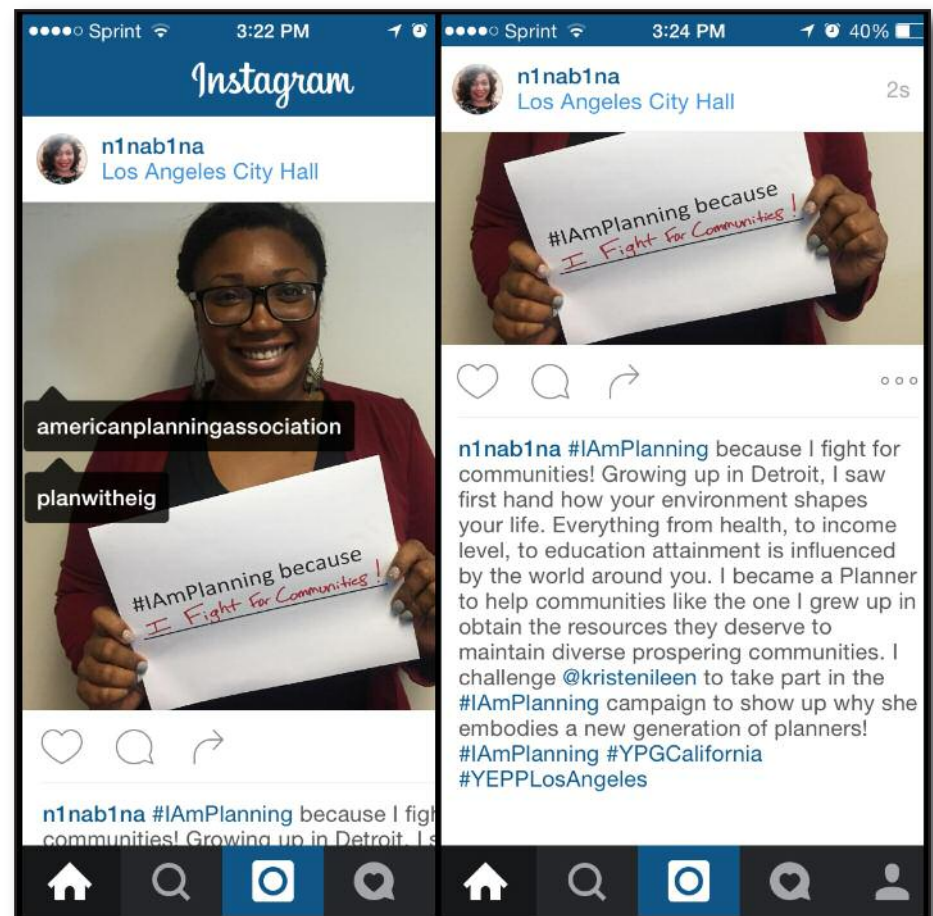 Sprint 3:22 PM
Instagram
n1nab1na
Los Angeles City Hall
americanplanningassociation
planwitheig
#IAmPlanning because
I Fight For Communities!
n1nab1na #IAmPlanning because I figh
communities! Growing up in Detroit, I s
Sprint 3:24 PM 40%
n1nab1na
Los Angeles City Hall
2s
#IAmPlanning because
I Fight For Communities!
n1nab1na #IAmPlanning because I fight for
communities! Growing up in Detroit, I saw
first hand how your environment shapes
your life. Everything from health, to income
level, to education attainment is influenced
by the world around you. I became a Planner
to help communities like the one I grew up in
obtain the resources they deserve to
maintain diverse prospering communities. I
challenge @kristenileen to take part in the
#IAmPlanning campaign to show up why she
embodies a new generation of planners!
#IAmPlanning #YPGCalifornia
#YEPPLosAngeles